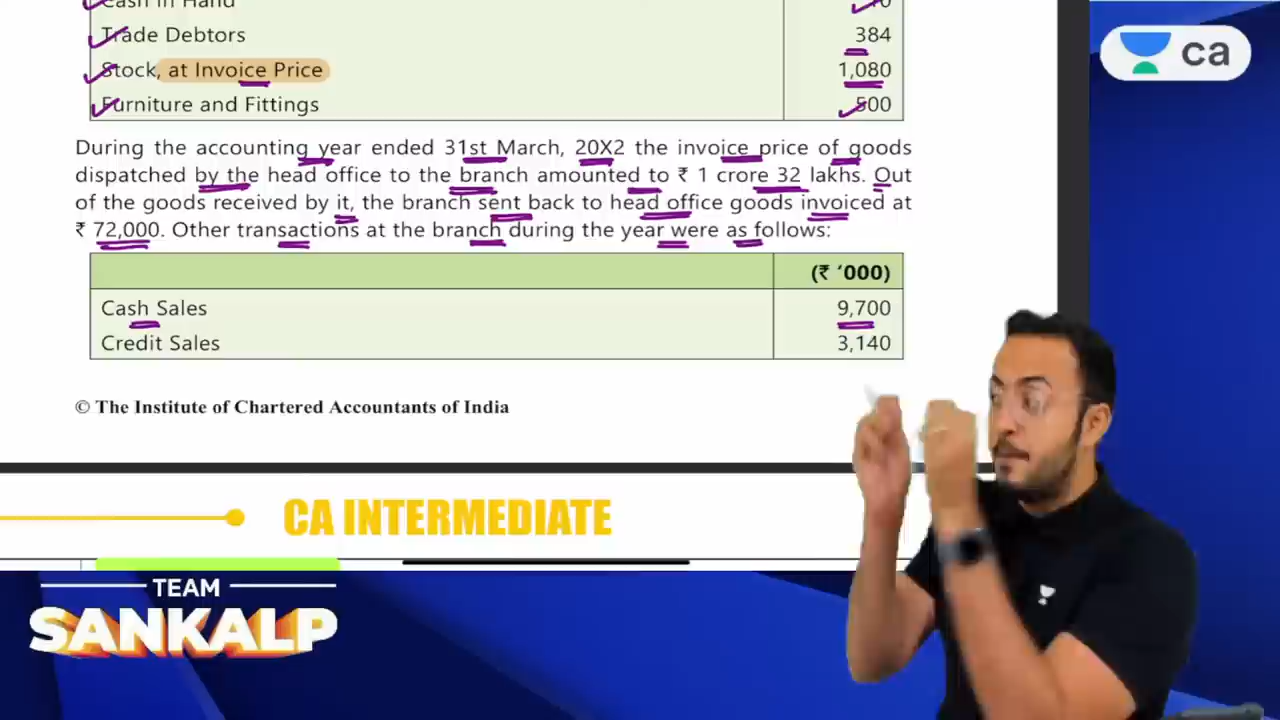 Cash in Hand
Trade Debtors 384
Stock, at Invoice Price 1,080
Furniture and Fittings 500
During the accounting year ended 31st March, 20X2 the invoice price of goods
dispatched by the head office to the branch amounted to ₹ 1 crore 32 lakhs. Out
of the goods received by it, the branch sent back to head office goods invoiced at
₹ 72,000. Other transactions at the branch during the year were as follows:
(₹ ‘000)
Cash Sales 9,700
Credit Sales 3,140
© The Institute of Chartered Accountants of India
CA INTERMEDIATE
TEAM
SANKALP
ca